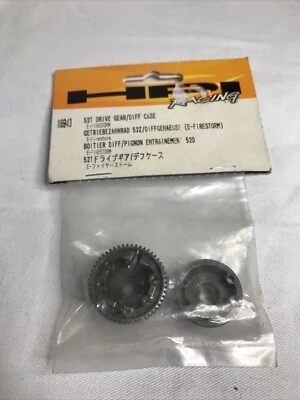 HPI
RACING
86943
52T DRIVE GEAR/DIFF CASE
E-FIRESTORM
GETRIEBEZAHNRAD 52Z/DIFFGEHAEUSE (E-FIRESTORM)
E-Firestorm
BOITIER DIFF/PIGNON ENTRAINEMENT 52D
E-FIRESTORM
52Tドライブギア/デフケース
E-ファイヤーストーム